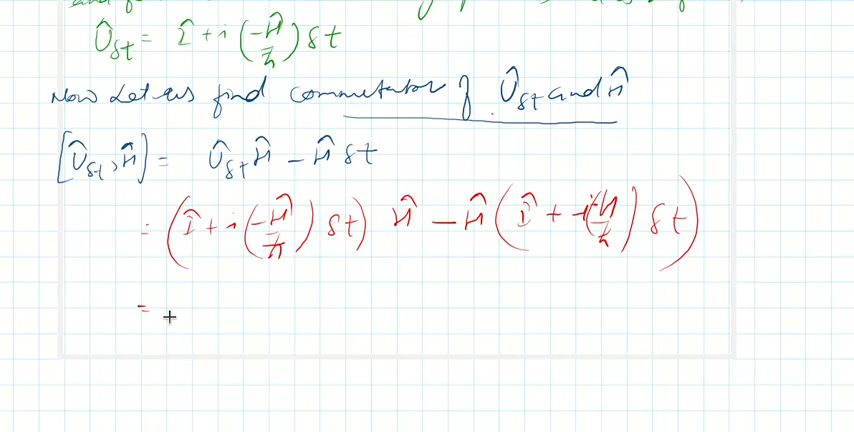 Û_δt = Î + i(-Ĥ/ħ) δt
Now Let us find commutator of Û_δt and Ĥ
[Û_δt, Ĥ] = Û_δt Ĥ - Ĥ δt
= (Î + i(-Ĥ/ħ) δt) Ĥ - Ĥ (Î + i(-H/ħ) δt)
=